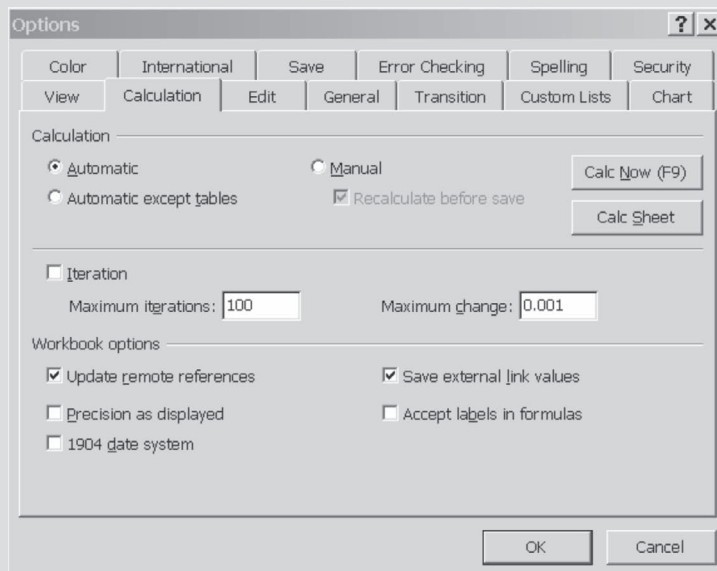 Options
? x
Color International Save Error Checking Spelling Security
View Calculation Edit General Transition Custom Lists Chart
Calculation
Automatic Manual Calc Now (F9)
Automatic except tables Recalculate before save
Calc Sheet
Iteration
Maximum iterations: 100 Maximum change: 0.001
Workbook options
Update remote references Save external link values
Precision as displayed Accept labels in formulas
1904 date system
OK Cancel